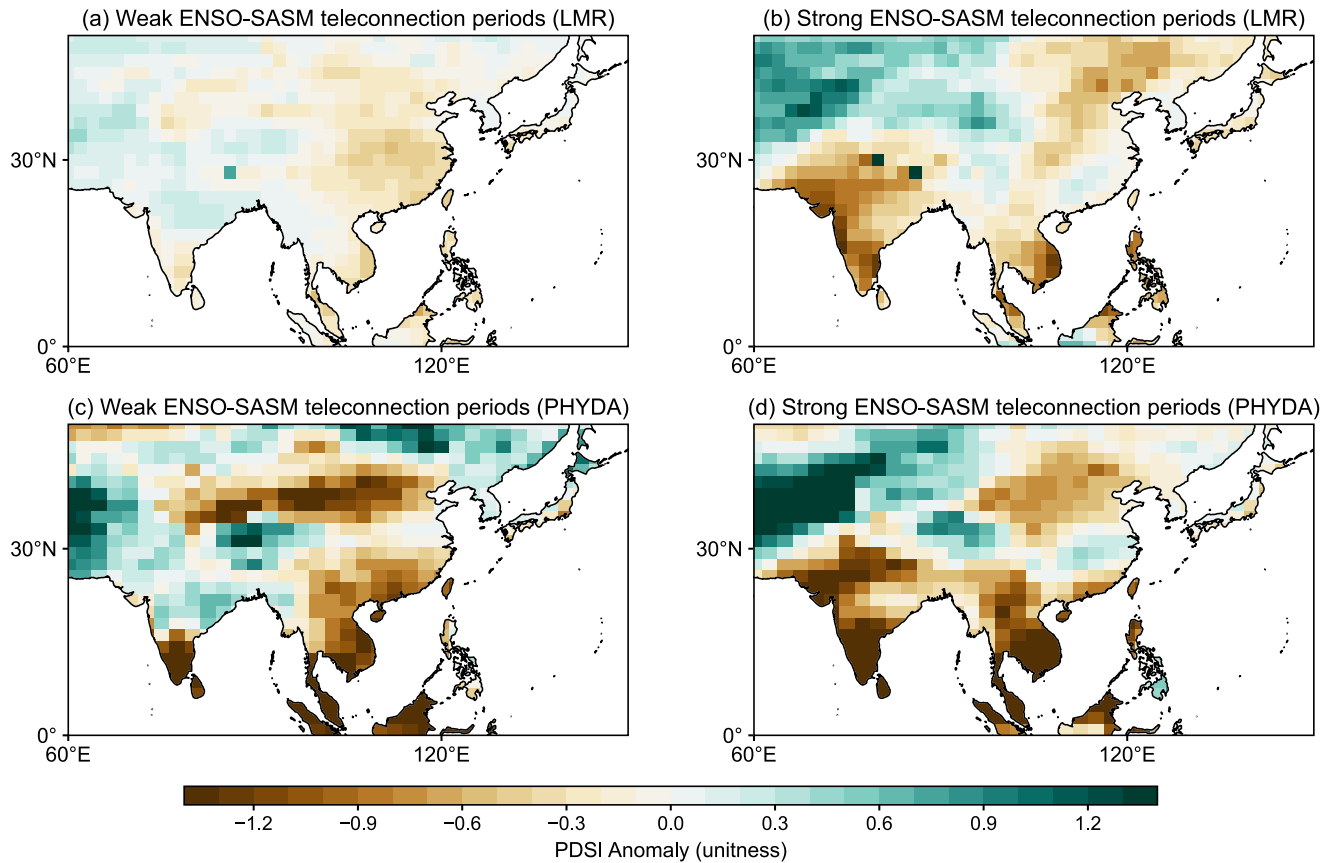 (a) Weak ENSO-SASM teleconnection periods (LMR)
(b) Strong ENSO-SASM teleconnection periods (LMR)
30°N
30°N
0°
0°
60°E
120°E
60°E
120°E
(c) Weak ENSO-SASM teleconnection periods (PHYDA)
(d) Strong ENSO-SASM teleconnection periods (PHYDA)
30°N
30°N
0°
0°
60°E
120°E
60°E
120°E
−1.2 −0.9 −0.6 −0.3 0.0 0.3 0.6 0.9 1.2
PDSI Anomaly (unitness)